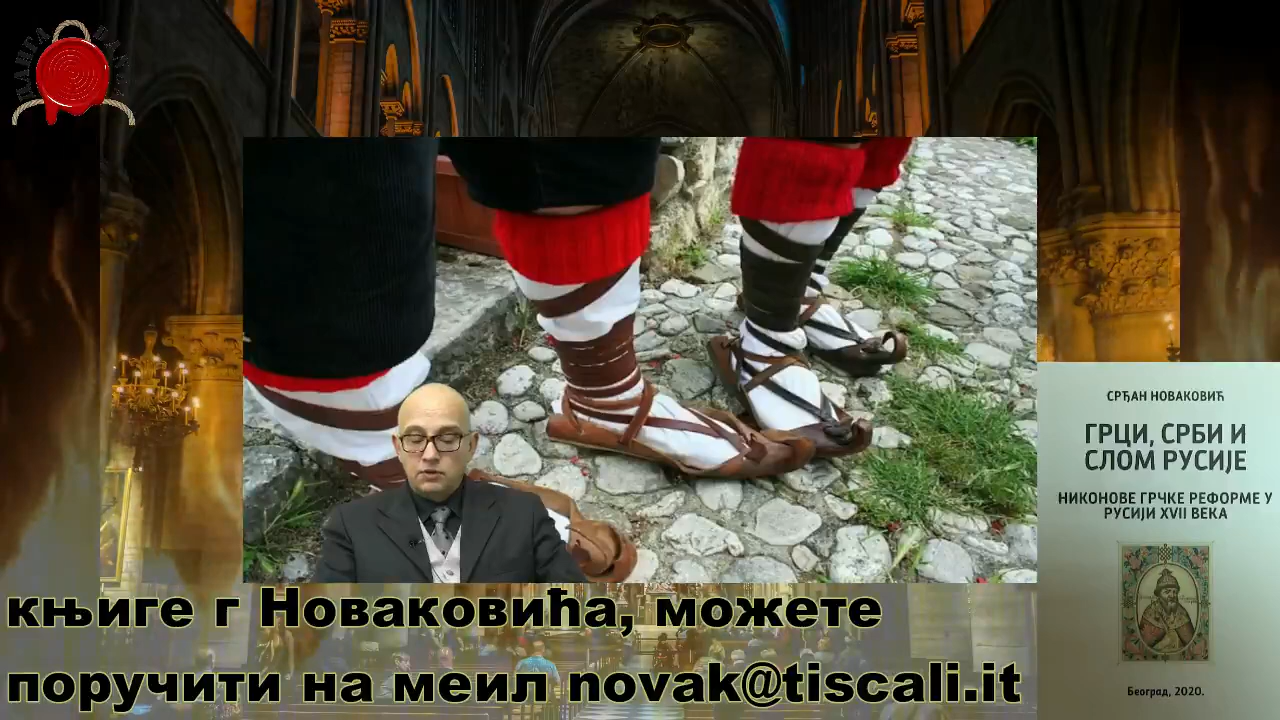 СРЂАН НОВАКОВИЋ
ГРЦИ, СРБИ И
СЛОМ РУСИЈЕ
НИКОНОВЕ ГРЧКЕ РЕФОРМЕ У
РУСИЈИ XVII ВЕКА
Београд, 2020.
књиге г Новаковића, можете
поручити на меил novak@tiscali.it